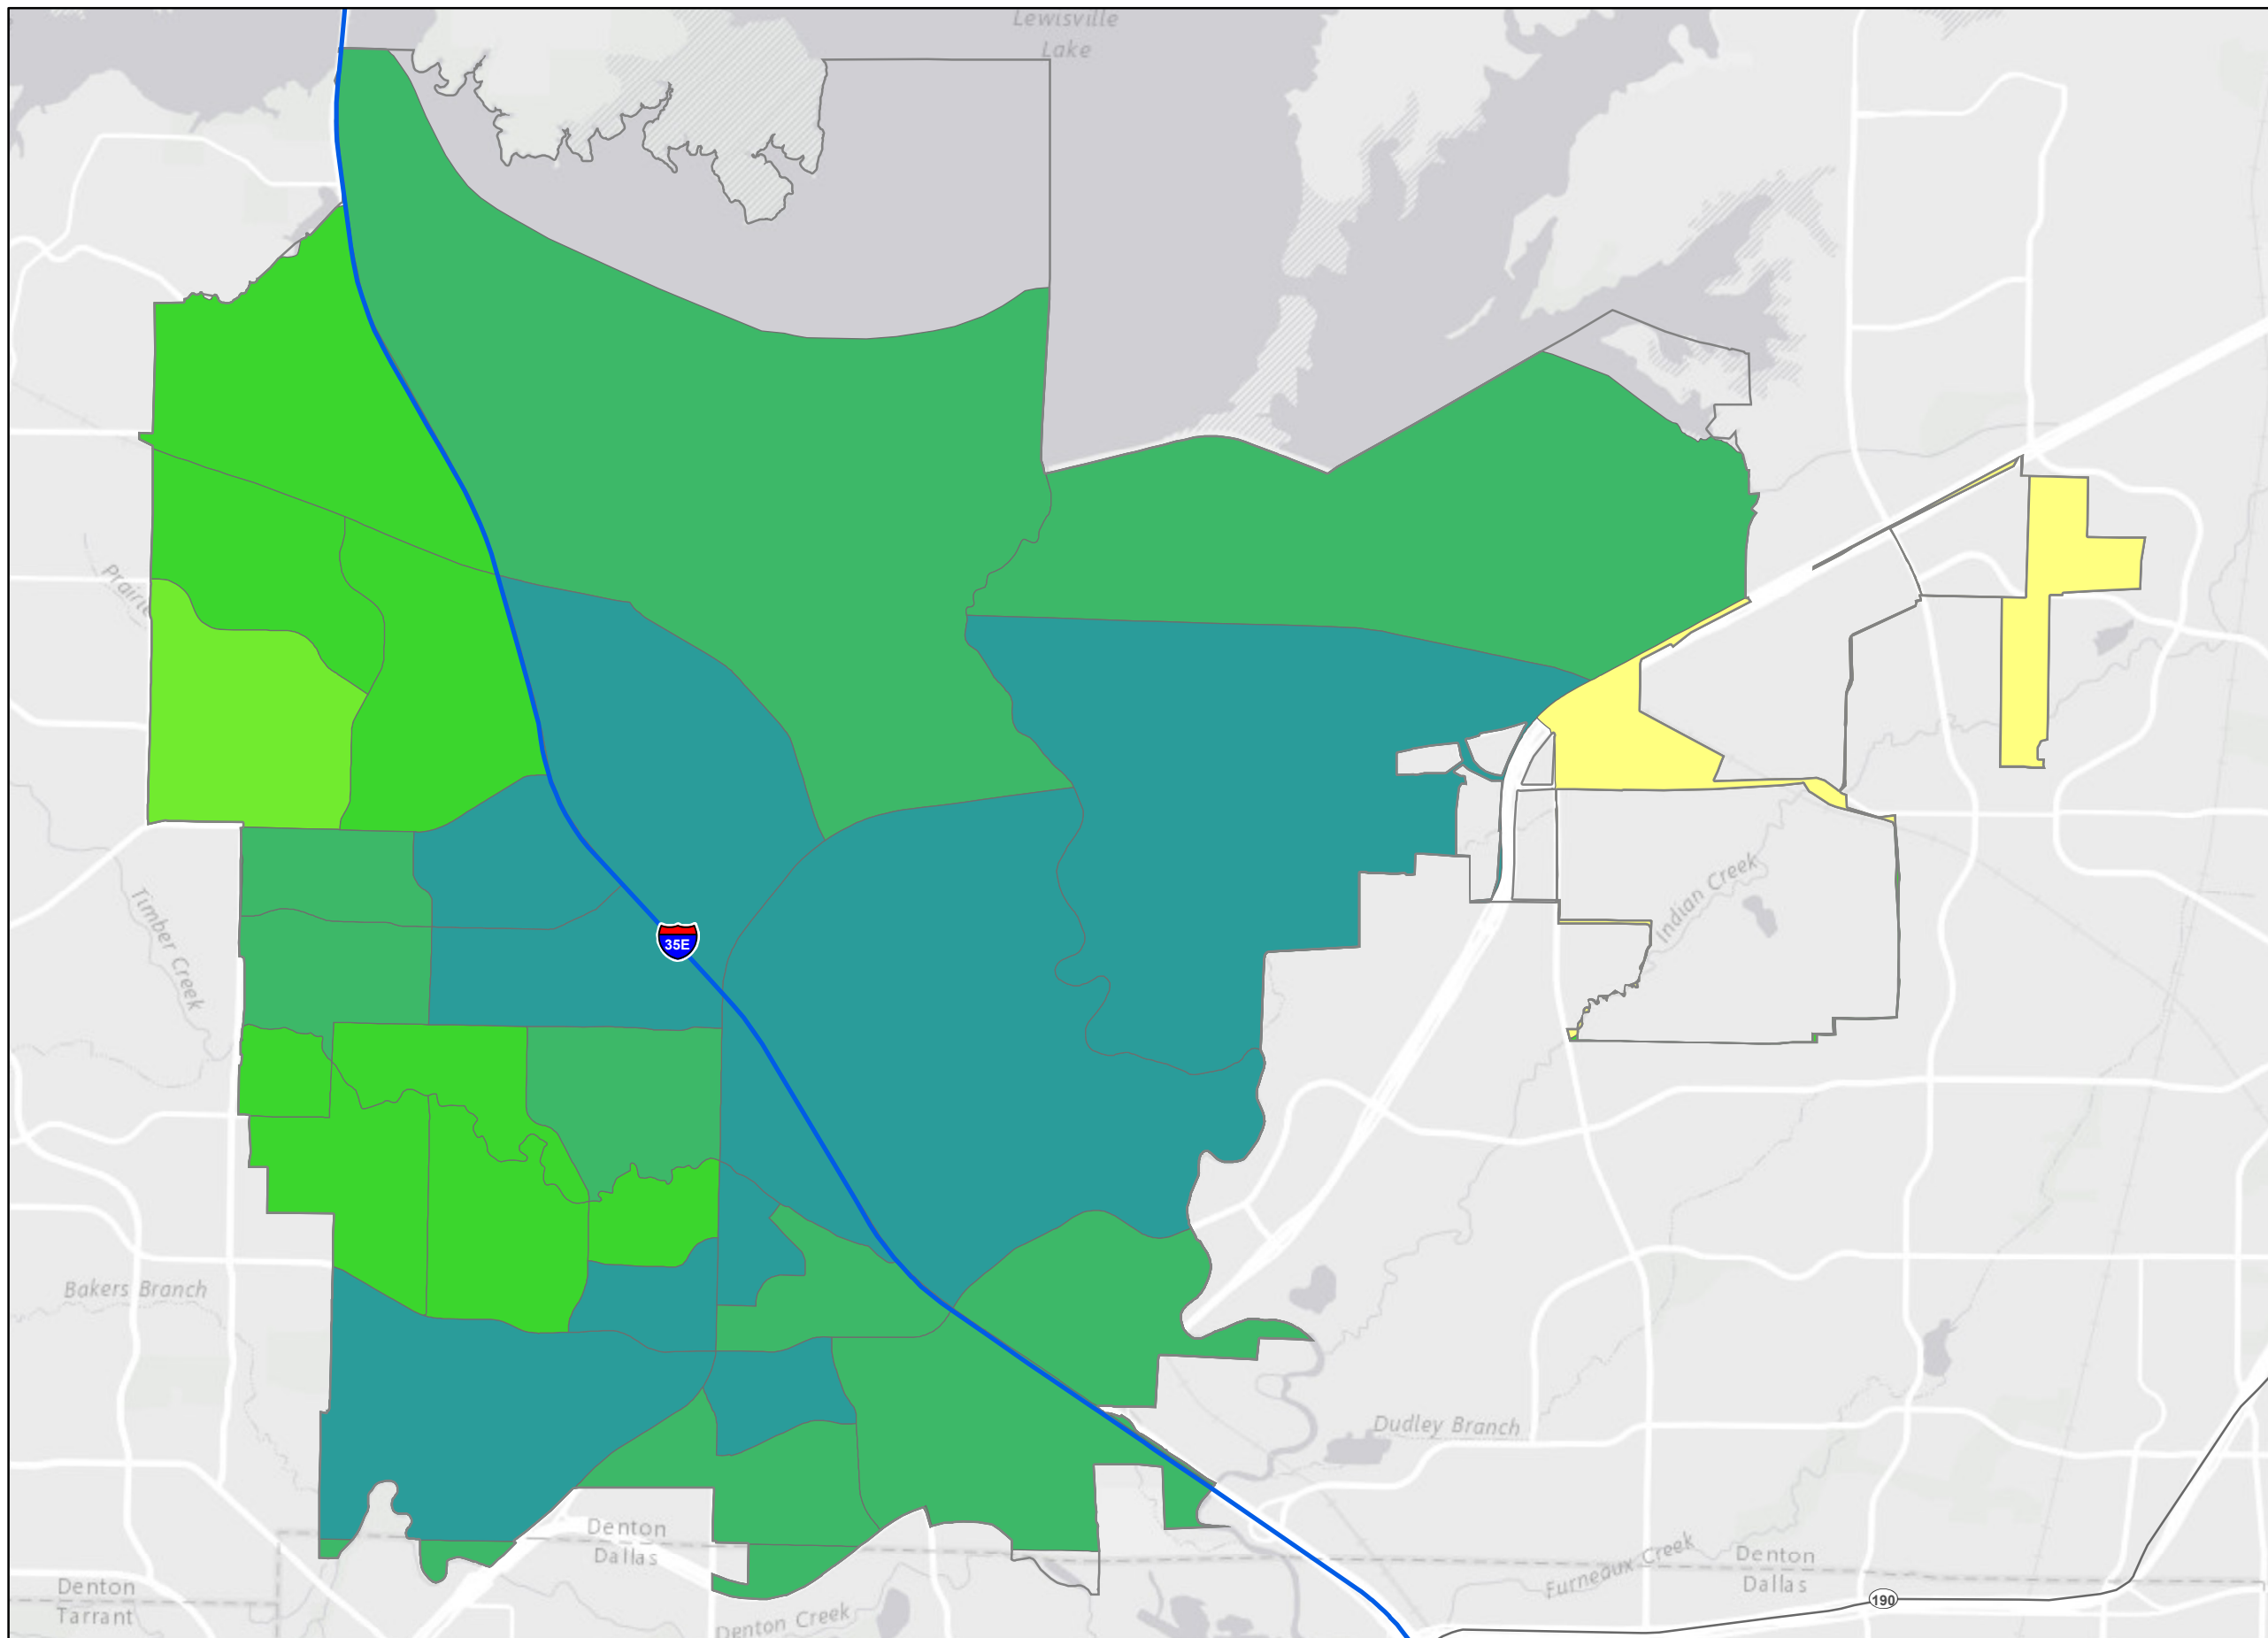 Lewisville
Lake
Prairie
Timber Creek
35E
Indian Creek
Bakers Branch
Dudley Branch
Denton
Dallas
Denton
Tarrant
Denton Creek
Furneaux Creek
Denton
Dallas
190